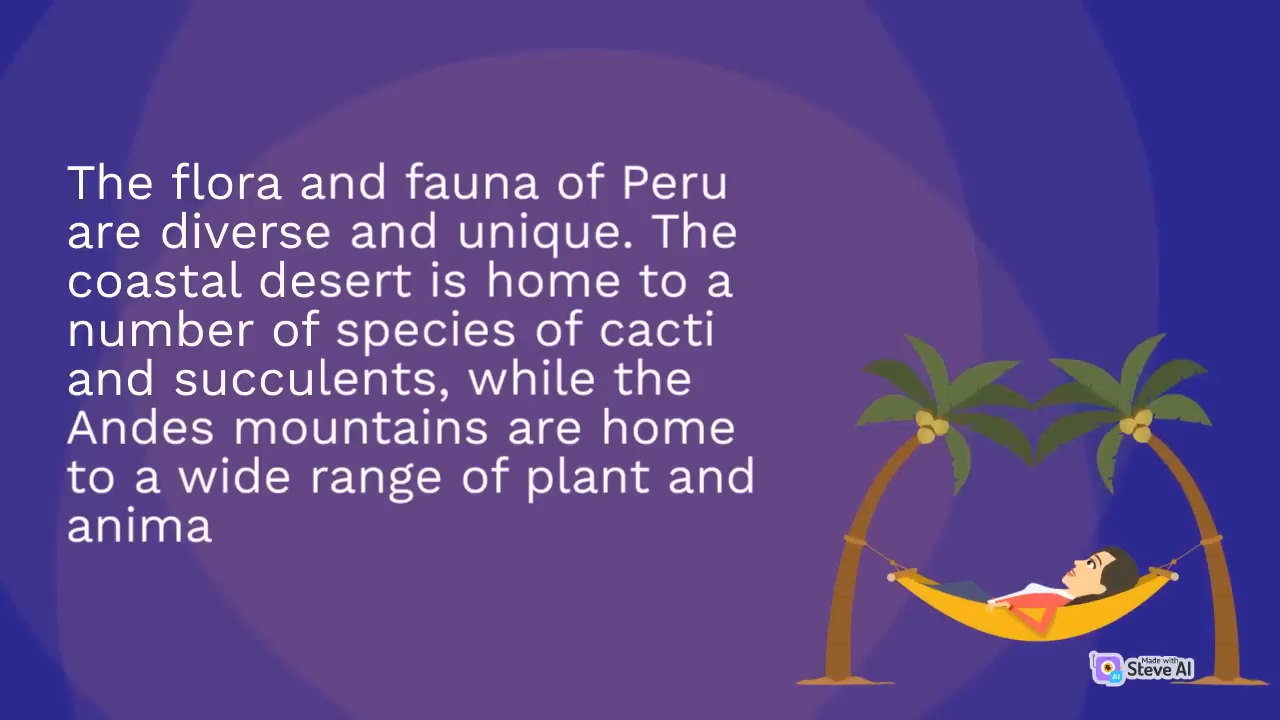 The flora and fauna of Peru
are diverse and unique. The
coastal desert is home to a
number of species of cacti
and succulents, while the
Andes mountains are home
to a wide range of plant and
anima
Made with
Steve AI
AI